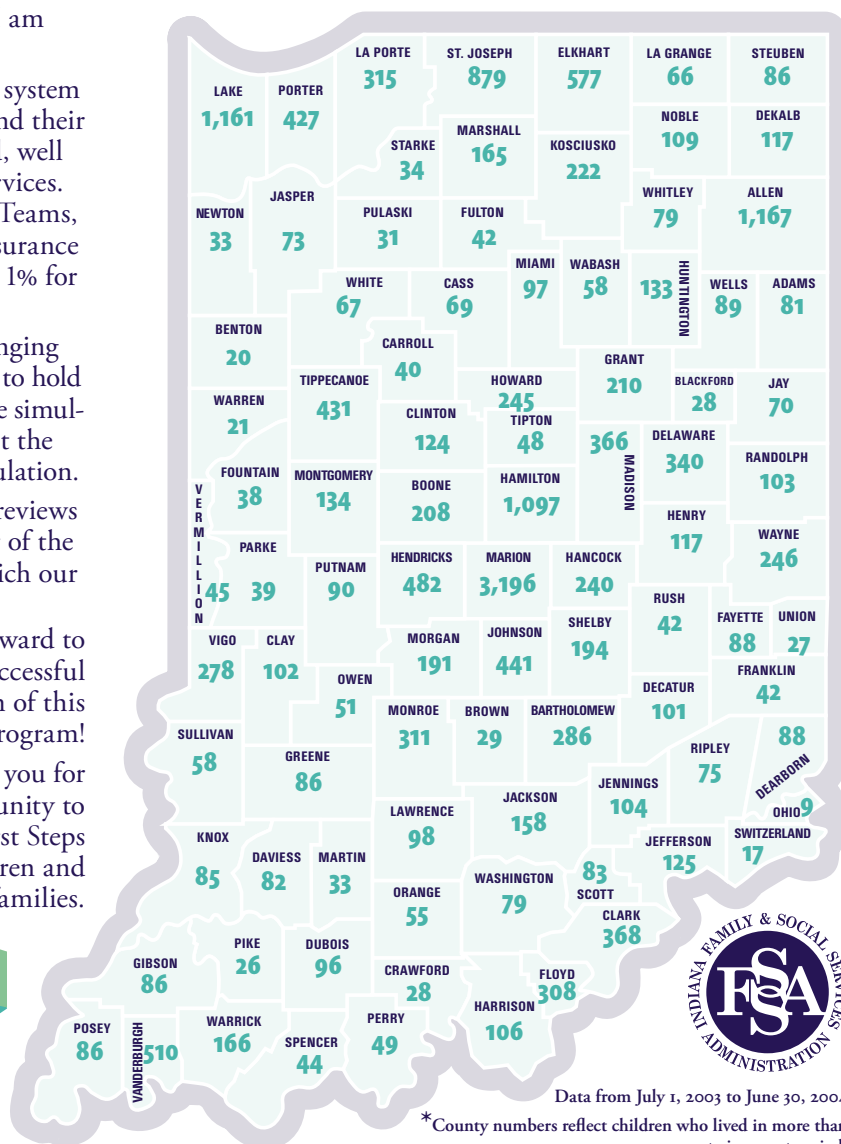 am
system
nd their
l, well
rvices.
Teams,
surance
1% for
nging
to hold
e simul-
t the
ulation.
reviews
of the
ich our
ward to
uccessful
n of this
program!
you for
unity to
st Steps
ren and
families.
LA PORTE
315
ST. JOSEPH
879
ELKHART
577
LA GRANGE
66
STEUBEN
86
LAKE
1,161
PORTER
427
NOBLE
109
DEKALB
117
MARSHALL
165
STARKE
34
KOSCIUSKO
222
JASPER
73
WHITLEY
79
ALLEN
1,167
NEWTON
33
PULASKI
31
FULTON
42
MIAMI
97
WABASH
58
133
HUNTINGTON
WELLS
89
ADAMS
81
WHITE
67
CASS
69
BENTON
20
CARROLL
40
GRANT
210
TIPPECANOE
431
HOWARD
245
BLACKFORD
28
JAY
70
WARREN
21
CLINTON
124
TIPTON
48
366
MADISON
DELAWARE
340
RANDOLPH
103
FOUNTAIN
38
MONTGOMERY
134
BOONE
208
HAMILTON
1,097
VERMILLION
45
HENRY
117
WAYNE
246
PARKE
39
PUTNAM
90
HENDRICKS
482
MARION
3,196
HANCOCK
240
RUSH
42
FAYETTE
88
UNION
27
VIGO
278
CLAY
102
MORGAN
191
JOHNSON
441
SHELBY
194
FRANKLIN
42
OWEN
51
DECATUR
101
MONROE
311
BROWN
29
BARTHOLOMEW
286
SULLIVAN
58
GREENE
86
RIPLEY
75
88
DEARBORN
JENNINGS
104
OHIO 9
LAWRENCE
98
JACKSON
158
SWITZERLAND
17
JEFFERSON
125
KNOX
85
DAVIESS
82
MARTIN
33
83
SCOTT
WASHINGTON
79
ORANGE
55
CLARK
368
PIKE
26
DUBOIS
96
GIBSON
86
CRAWFORD
28
FLOYD
308
HARRISON
106
POSEY
86
VANDERBURGH
510
WARRICK
166
SPENCER
44
PERRY
49
INDIANA FAMILY & SOCIAL SERVICES ADMINISTRATION
FSSA
Data from July 1, 2003 to June 30, 200
*County numbers reflect children who lived in more than